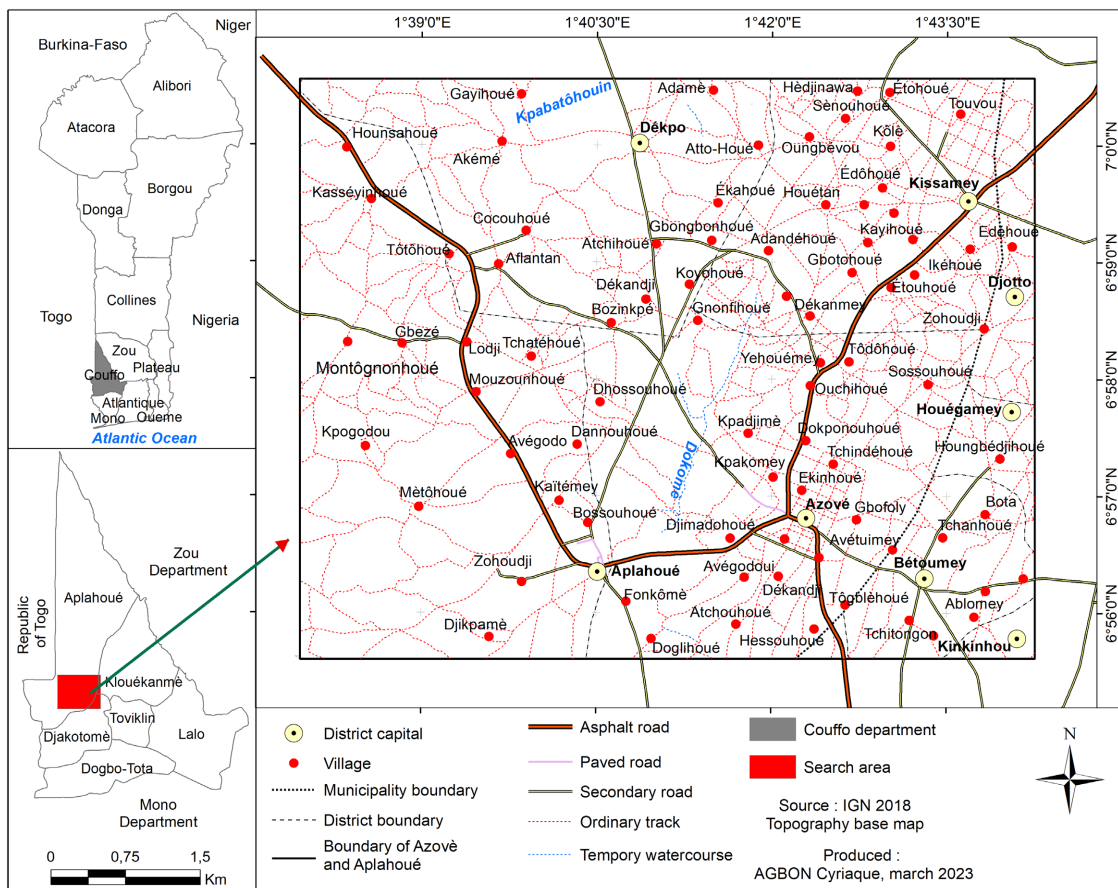 Niger
Burkina-Faso
Alibori
Atacora
Borgou
Donga
Collines
Togo
Nigeria
Zou
Couffo
Plateau
Atlantique
Mono
Oueme
Atlantic Ocean
Zou
Department
Republic
of Togo
Aplahoué
Klouékanmè
Toviklin
Djakotomè
Lalo
Dogbo-Tota
Mono
Department
0 0,75 1,5
Km
1°39'0"E 1°40'30"E 1°42'0"E 1°43'30"E
7°0'0"N
6°59'0"N
6°58'0"N
6°57'0"N
6°56'0"N
Gayihoué
Kpabatôhouin
Adamè
Hèdjinawa
Etohoué
Sènouhoué
Touvou
Hounsahoué
Dékpo
Akémé
Atto-Houé
Oungbèvou
Kôlè
Edôhoué
Kissamey
Kasséyinhoué
Ékahoué
Houétan
Cocouhoué
Gbongbonhoué
Kayihoué
Edèhoué
Tôtôhoué
Atchihoué
Adandéhoué
Aflantan
Gbotohoué
Ikéhoué
Koyohoué
Djotto
Dékandji
Etouhoué
Bozinkpé
Gnonfihoué
Dékanmey
Zohoudji
Gbezé
Lodji
Tchatéhoué
Montôgnonhoué
Yehouémey
Tôdôhoué
Sossouhoué
Mouzounhoué
Dhossouhoué
Ouchihoué
Houégamey
Kpogodou
Avégodo
Dannouhoué
Kpadjimè
Dokponouhoué
Houngbédjihoué
Dokomè
Kpakomey
Tchindéhoué
Mètôhoué
Kaïtémey
Ekinhoué
Bota
Bossouhoué
Azovè
Gbofoly
Tchanhoué
Djimadohoué
Avétuimey
Zohoudji
Aplahoué
Avégodoui
Bétoumey
Fonkômè
Dékandji
Tôgblèhoué
Ablomey
Djikpamè
Atchouhoué
Doglihoué
Hessouhoué
Tchitongon
Kinkinhou
District capital
Village
Municipality boundary
District boundary
Boundary of Azovè
and Aplahoué
Asphalt road
Paved road
Secondary road
Ordinary track
Tempory watercourse
Couffo department
Search area
Source : IGN 2018
Topography base map
Produced :
AGBON Cyriaque, march 2023
N